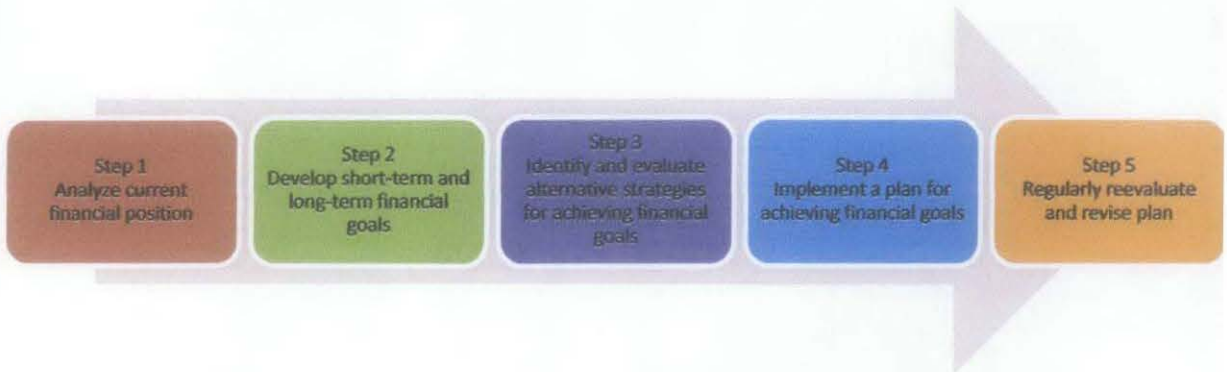 Step 1
Analyze current
financial position
Step 2
Develop short-term and
long-term financial
goals
Step 3
Identify and evaluate
alternative strategies
for achieving financial
goals
Step 4
Implement a plan for
achieving financial goals
Step 5
Regularly reevaluate
and revise plan